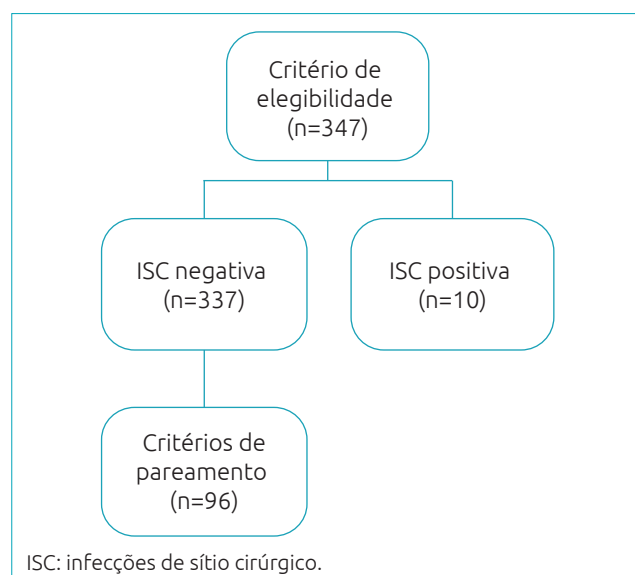 Critério de
elegibilidade
(n=347)
ISC negativa
(n=337)
ISC positiva
(n=10)
Critérios de
pareamento
(n=96)
ISC: infecções de sítio cirúrgico.